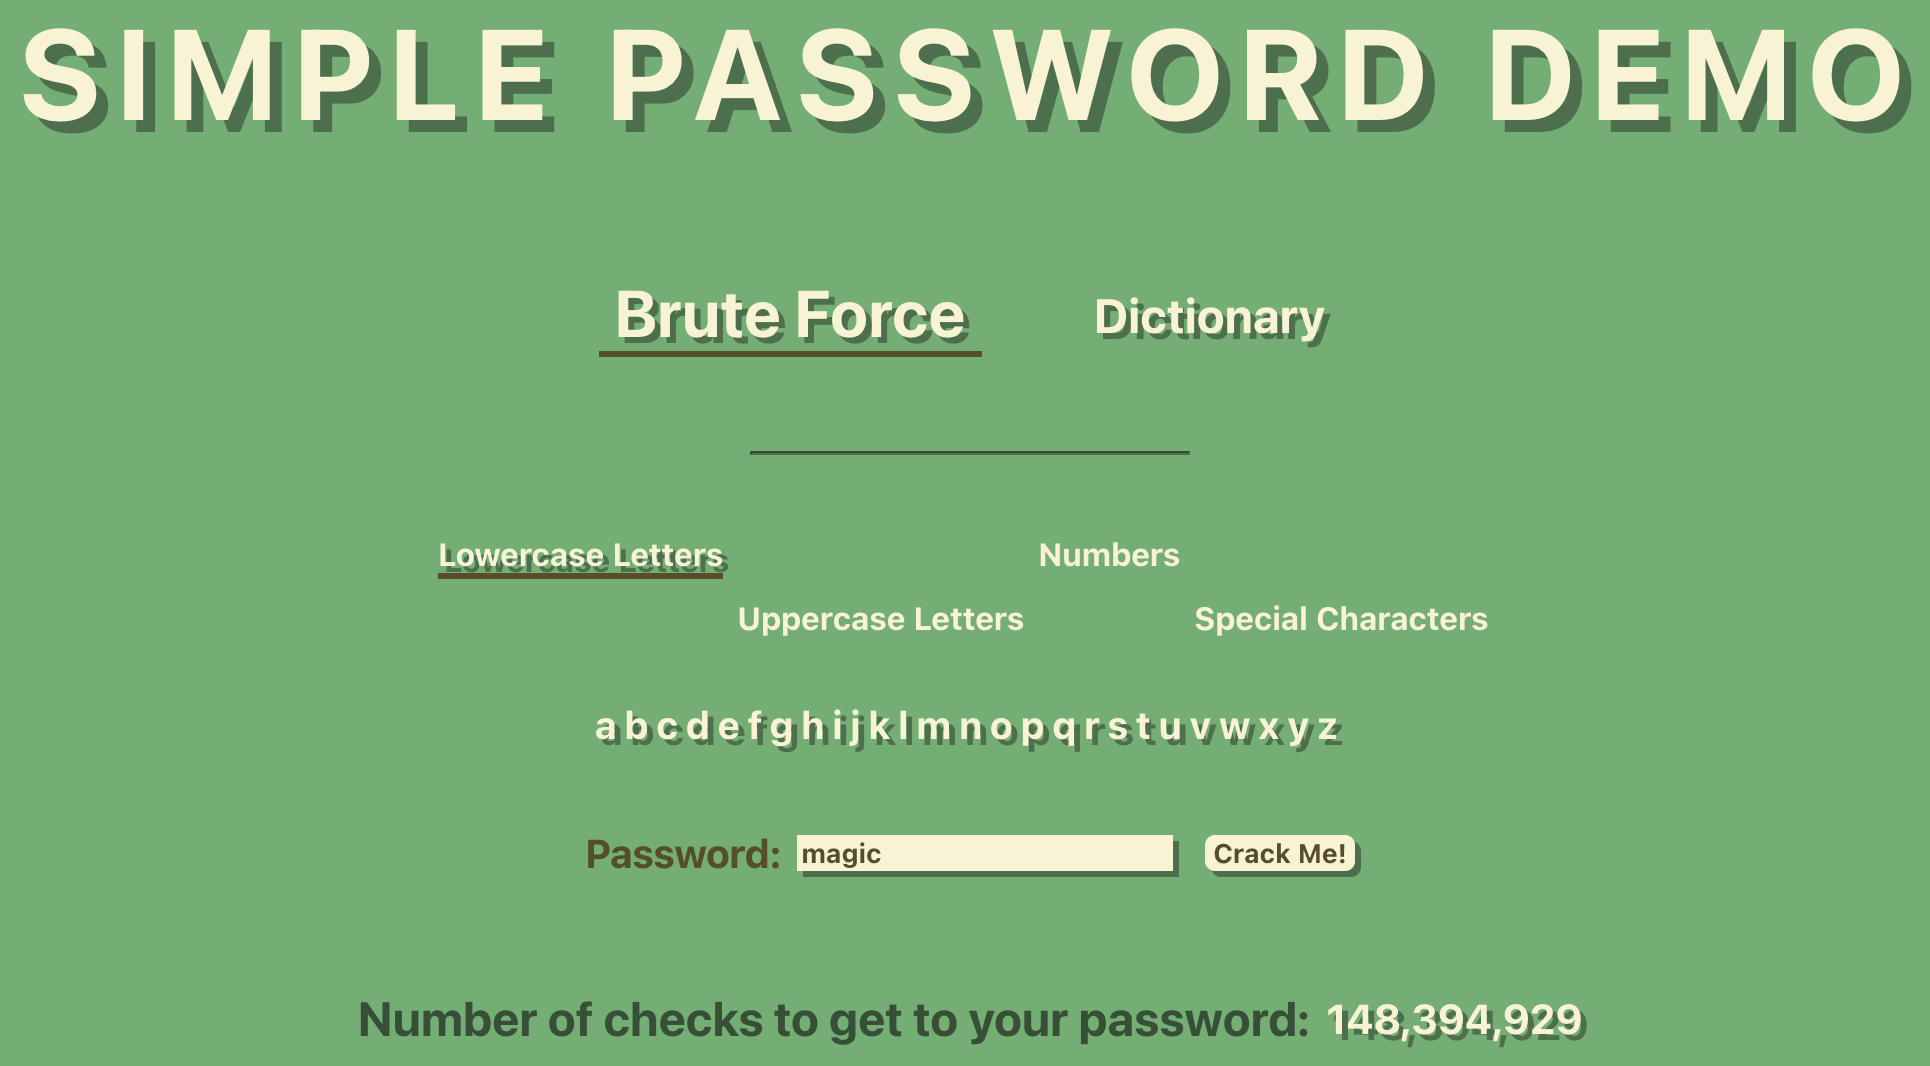 SIMPLE PASSWORD DEMO
Brute Force Dictionary
Lowercase Letters Numbers
Uppercase Letters Special Characters
a b c d e f g h i j k l m n o p q r s t u v w x y z
Password: magic Crack Me!
Number of checks to get to your password: 148,394,929